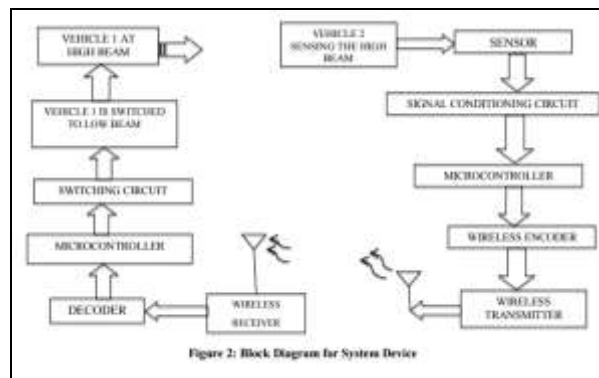 VEHICLE 1 AT
HIGH BEAM
VEHICLE 1 IS SWITCHED
TO LOW BEAM
SWITCHING CIRCUIT
MICROCONTROLLER
DECODER
WIRELESS
RECEIVER
VEHICLE 2
SENSING THE HIGH
BEAM
SENSOR
SIGNAL CONDITIONING CIRCUIT
MICROCONTROLLER
WIRELESS ENCODER
WIRELESS
TRANSMITTER
Figure 2: Block Diagram for System Device